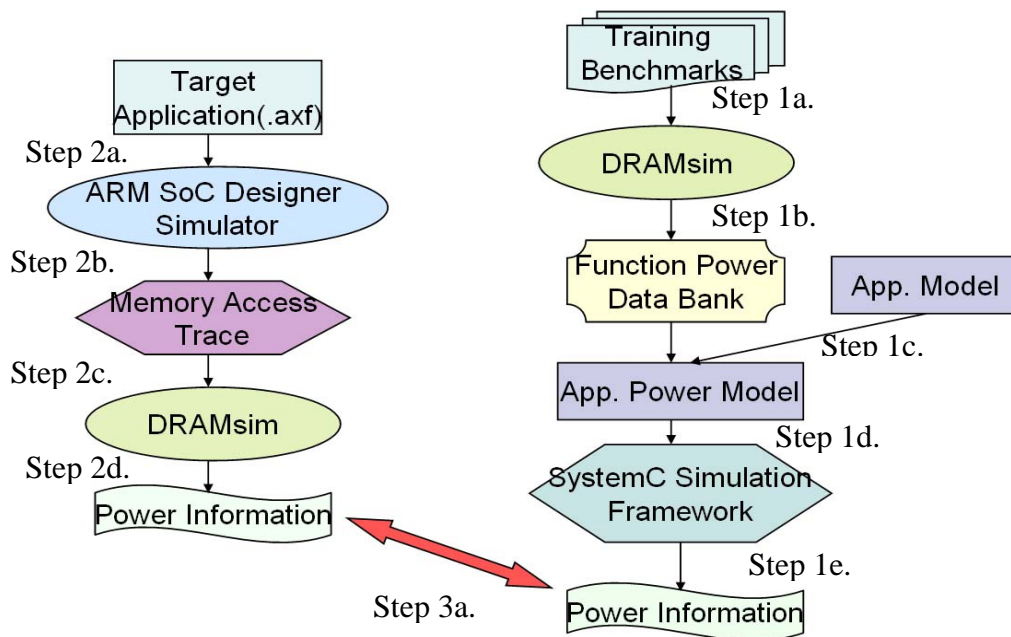 Target
Application(.axf)
Step 2a.
ARM SoC Designer
Simulator
Step 2b.
Memory Access
Trace
Step 2c.
DRAMsim
Step 2d.
Power Information
Training
Benchmarks
Step 1a.
DRAMsim
Step 1b.
Function Power
Data Bank
App. Model
Step 1c.
App. Power Model
Step 1d.
SystemC Simulation
Framework
Step 1e.
Power Information
Step 3a.